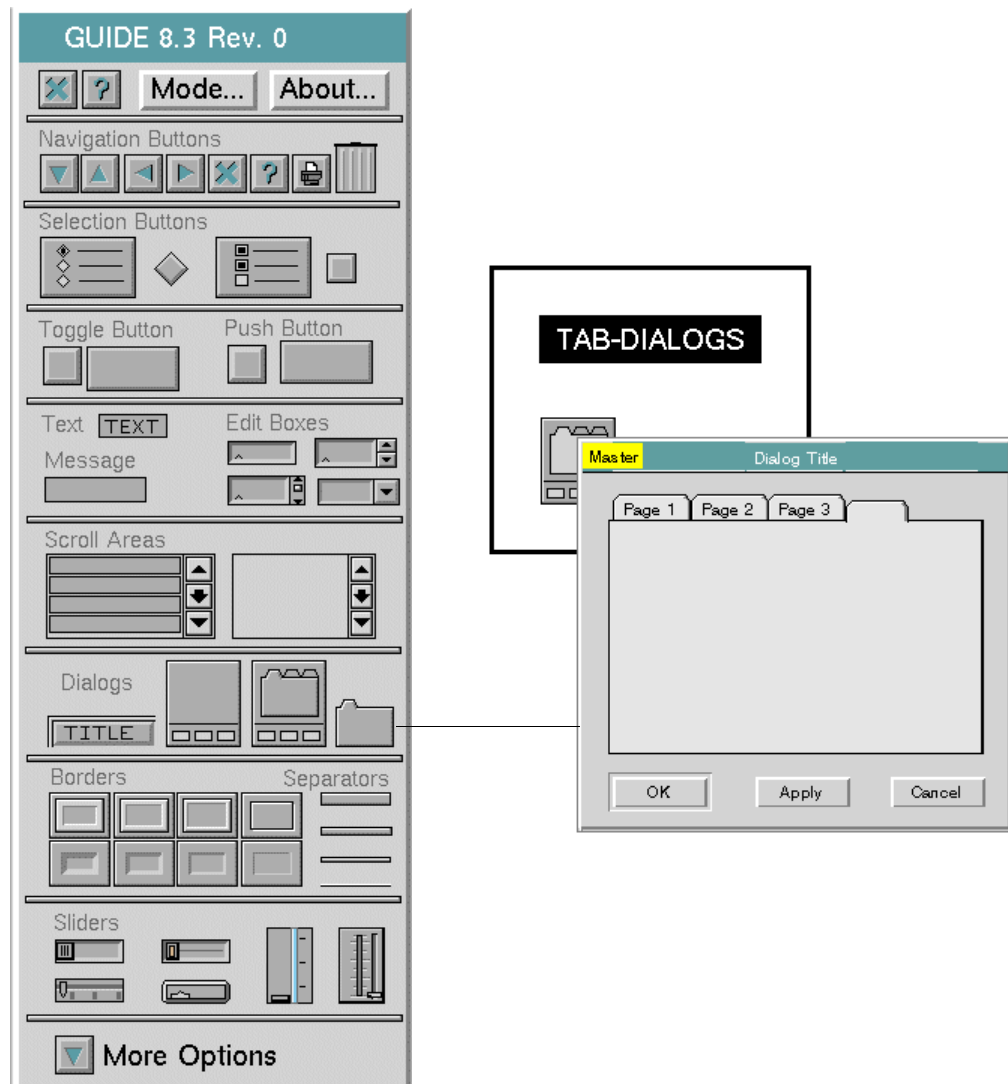 GUIDE 8.3 Rev. 0
? Mode... About...
Navigation Buttons
?
Selection Buttons
Toggle Button Push Button
Text TEXT Edit Boxes
Message
Scroll Areas
Dialogs
TITLE
Borders Separators
Sliders
More Options
TAB-DIALOGS
Master Dialog Title
Page 1 Page 2 Page 3
OK Apply Cancel